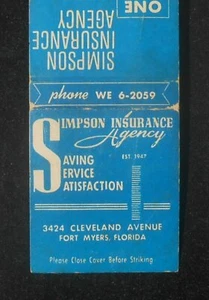 ONE
SIMPSON
INSURANCE
AGENCY
phone WE 6-2059
SIMPSON INSURANCE
Agency
SAVING
SERVICE
SATISFACTION
EST. 1947
3424 CLEVELAND AVENUE
FORT MYERS, FLORIDA
Please Close Cover Before Striking